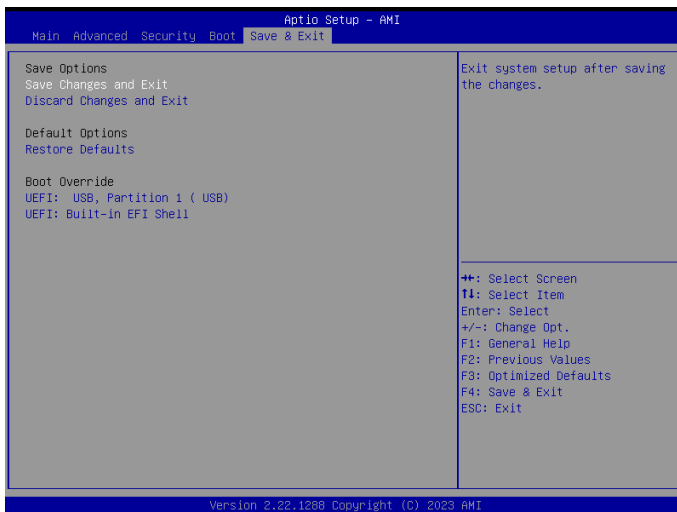 Aptio Setup - AMI
Main Advanced Security Boot Save & Exit
Save Options
Save Changes and Exit
Discard Changes and Exit
Default Options
Restore Defaults
Boot Override
UEFI: USB, Partition 1 ( USB)
UEFI: Built-in EFI Shell
Exit system setup after saving
the changes.
→←: Select Screen
↑↓: Select Item
Enter: Select
+/-: Change Opt.
F1: General Help
F2: Previous Values
F3: Optimized Defaults
F4: Save & Exit
ESC: Exit
Version 2.22.1288 Copyright (C) 2023 AMI